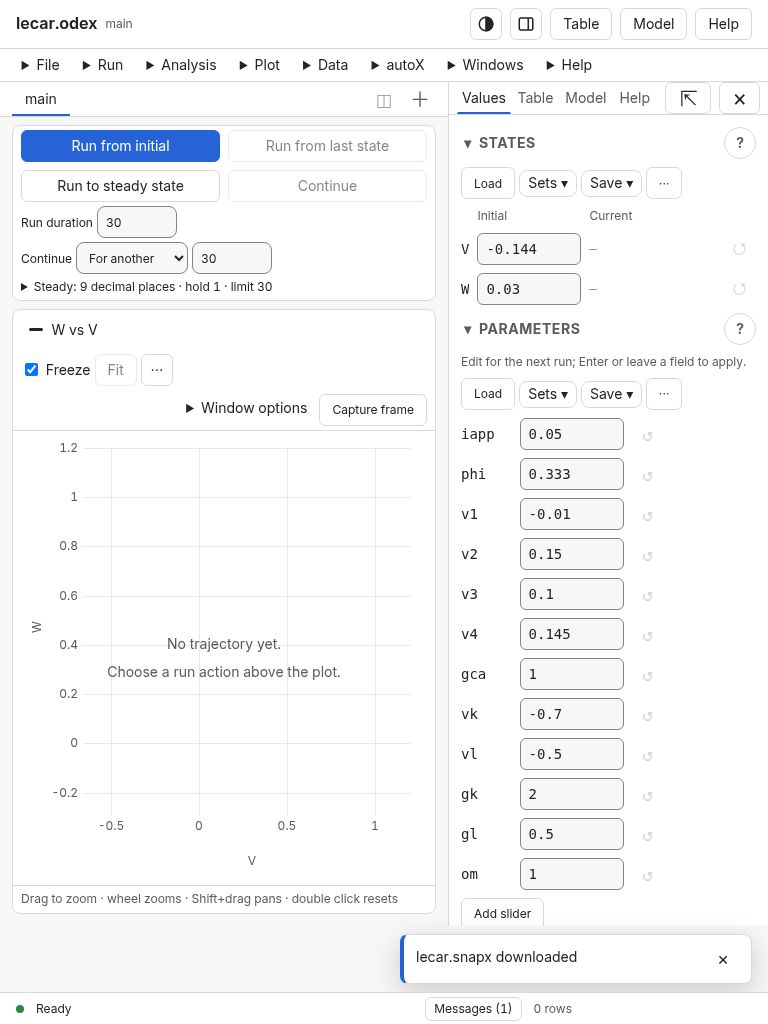 lecar.odex main
Table Model Help
File Run Analysis Plot Data autoX Windows Help
main
Values Table Model Help
Run from initial Run from last state
Run to steady state Continue
Run duration 30
Continue For another 30
Steady: 9 decimal places · hold 1 · limit 30
W vs V
Freeze Fit ···
Window options Capture frame
1.2
1
0.8
0.6
0.4
0.2
0
-0.2
W
No trajectory yet.
Choose a run action above the plot.
-0.5 0 0.5 1
V
Drag to zoom · wheel zooms · Shift+drag pans · double click resets
STATES ?
Load Sets ▾ Save ▾ ···
Initial Current
V -0.144 –
W 0.03 –
PARAMETERS ?
Edit for the next run; Enter or leave a field to apply.
Load Sets ▾ Save ▾ ···
iapp 0.05
phi 0.333
v1 -0.01
v2 0.15
v3 0.1
v4 0.145
gca 1
vk -0.7
vl -0.5
gk 2
gl 0.5
om 1
Add slider
lecar.snapx downloaded ×
Ready Messages (1) 0 rows